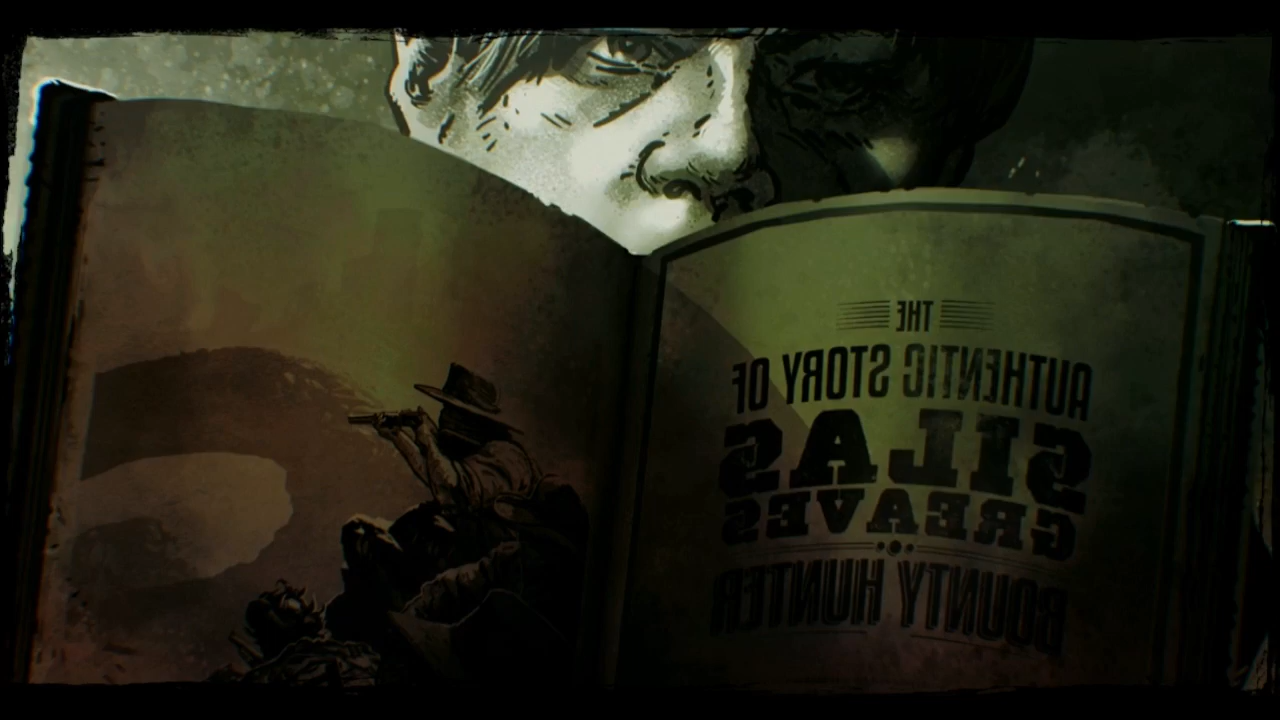 THE
AUTHENTIC STORY OF
SILAS
GREAVES
BOUNTY HUNTER